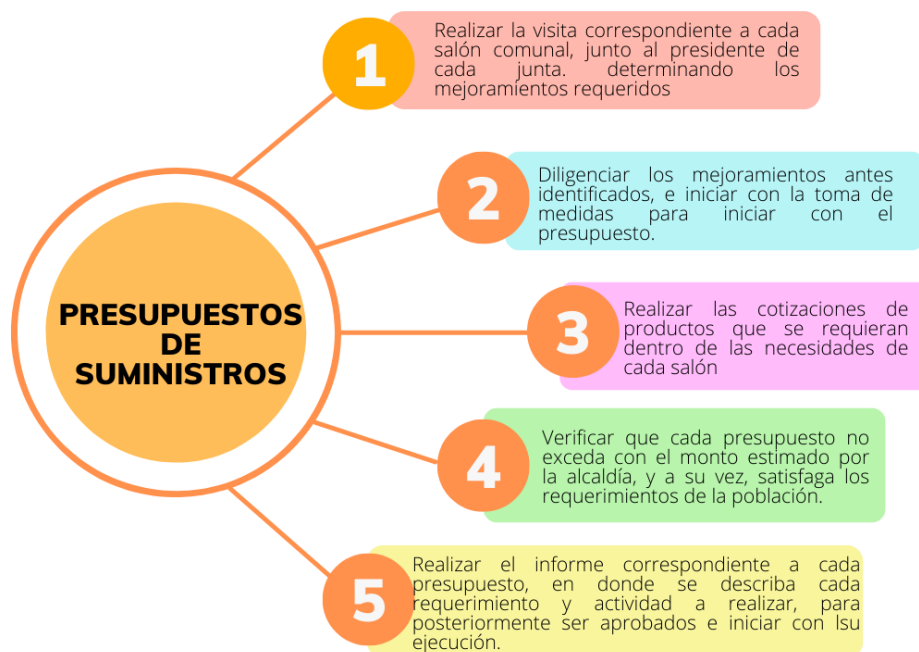 PRESUPUESTOS
DE
SUMINISTROS
1
Realizar la visita correspondiente a cada
salón comunal, junto al presidente de
cada junta. determinando los
mejoramientos requeridos
2
Diligenciar los mejoramientos antes
identificados, e iniciar con la toma de
medidas para iniciar con el
presupuesto.
3
Realizar las cotizaciones de
productos que se requieran
dentro de las necesidades de
cada salón
4
Verificar que cada presupuesto no
exceda con el monto estimado por
la alcaldía, y a su vez, satisfaga los
requerimientos de la población.
5
Realizar el informe correspondiente a cada
presupuesto, en donde se describa cada
requerimiento y actividad a realizar, para
posteriormente ser aprobados e iniciar con lsu
ejecución.